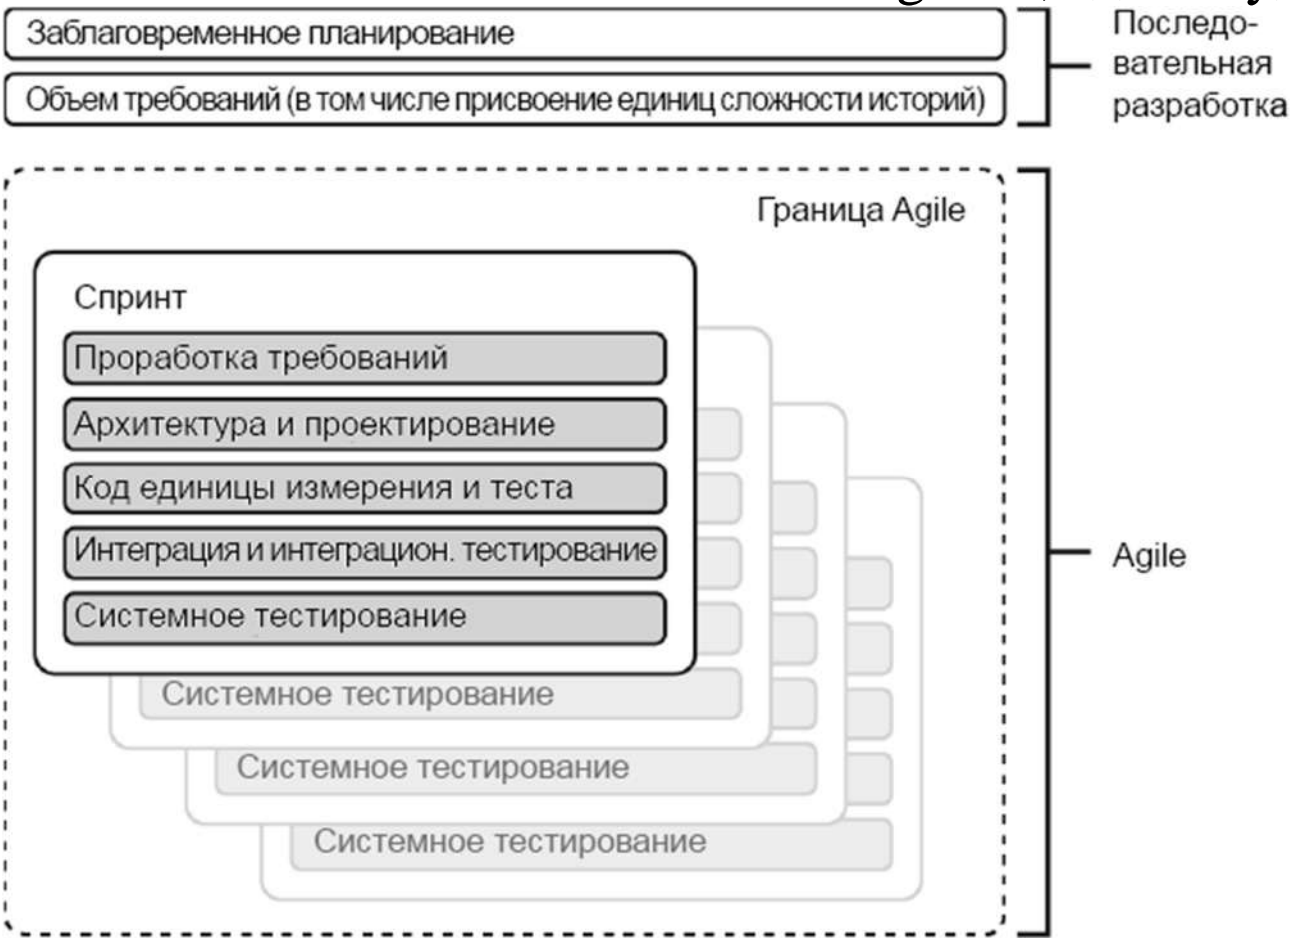 Заблаговременное планирование
Объем требований (в том числе присвоение единиц сложности историй)
Последо-
вательная
разработка
Граница Agile
Спринт
Проработка требований
Архитектура и проектирование
Код единицы измерения и теста
Интеграция и интеграцион. тестирование
Системное тестирование
Системное тестирование
Системное тестирование
Системное тестирование
Agile